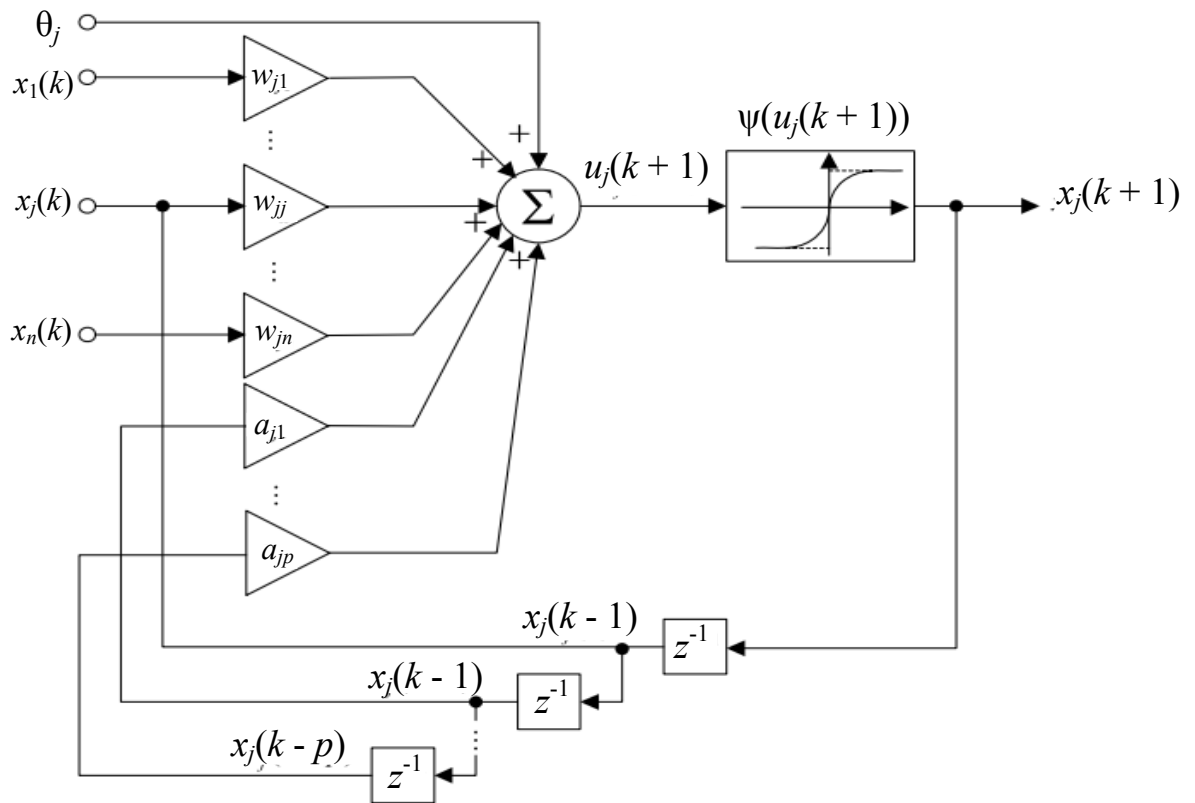 θj
x1(k)
wj1
+
+
ψ(uj(k + 1))
...
xj(k)
wjj
+
Σ
uj(k + 1)
xj(k + 1)
...
+
xn(k)
wjn
aj1
...
ajp
xj(k - 1)
z-1
xj(k - 1)
z-1
...
xj(k - p)
z-1